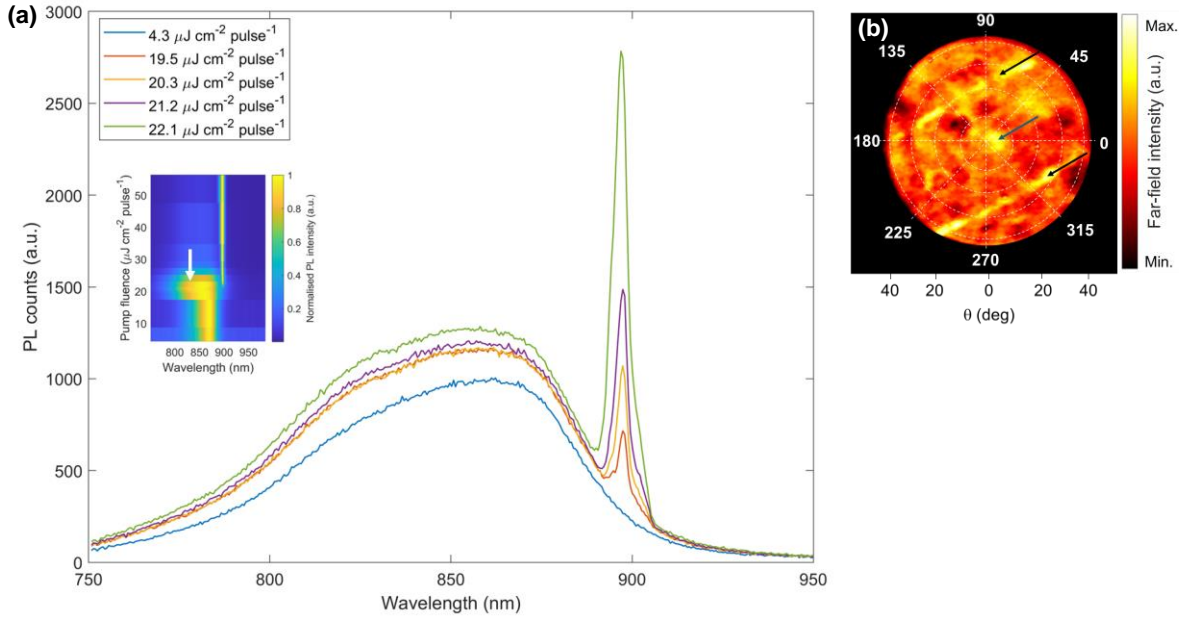 (a)
3000
2500
2000
1500
1000
500
0
PL counts (a.u.)
4.3 μJ cm⁻² pulse⁻¹
19.5 μJ cm⁻² pulse⁻¹
20.3 μJ cm⁻² pulse⁻¹
21.2 μJ cm⁻² pulse⁻¹
22.1 μJ cm⁻² pulse⁻¹
Pump fluence (μJ cm⁻² pulse⁻¹)
50
40
30
20
10
800 850 900 950
Wavelength (nm)
1
0.8
0.6
0.4
0.2
Normalised PL intensity (a.u.)
750 800 850 900 950
Wavelength (nm)
(b)
90
135 45
180 0
225 315
270
40 20 0 20 40
θ (deg)
Max.
Far-field intensity (a.u.)
Min.